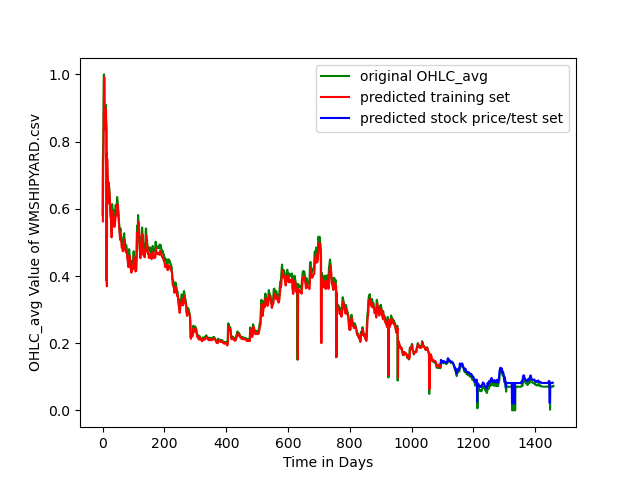 original OHLC_avg
predicted training set
predicted stock price/test set
OHLC_avg Value of WMSHIPYARD.csv
1.0
0.8
0.6
0.4
0.2
0.0
0 200 400 600 800 1000 1200 1400
Time in Days